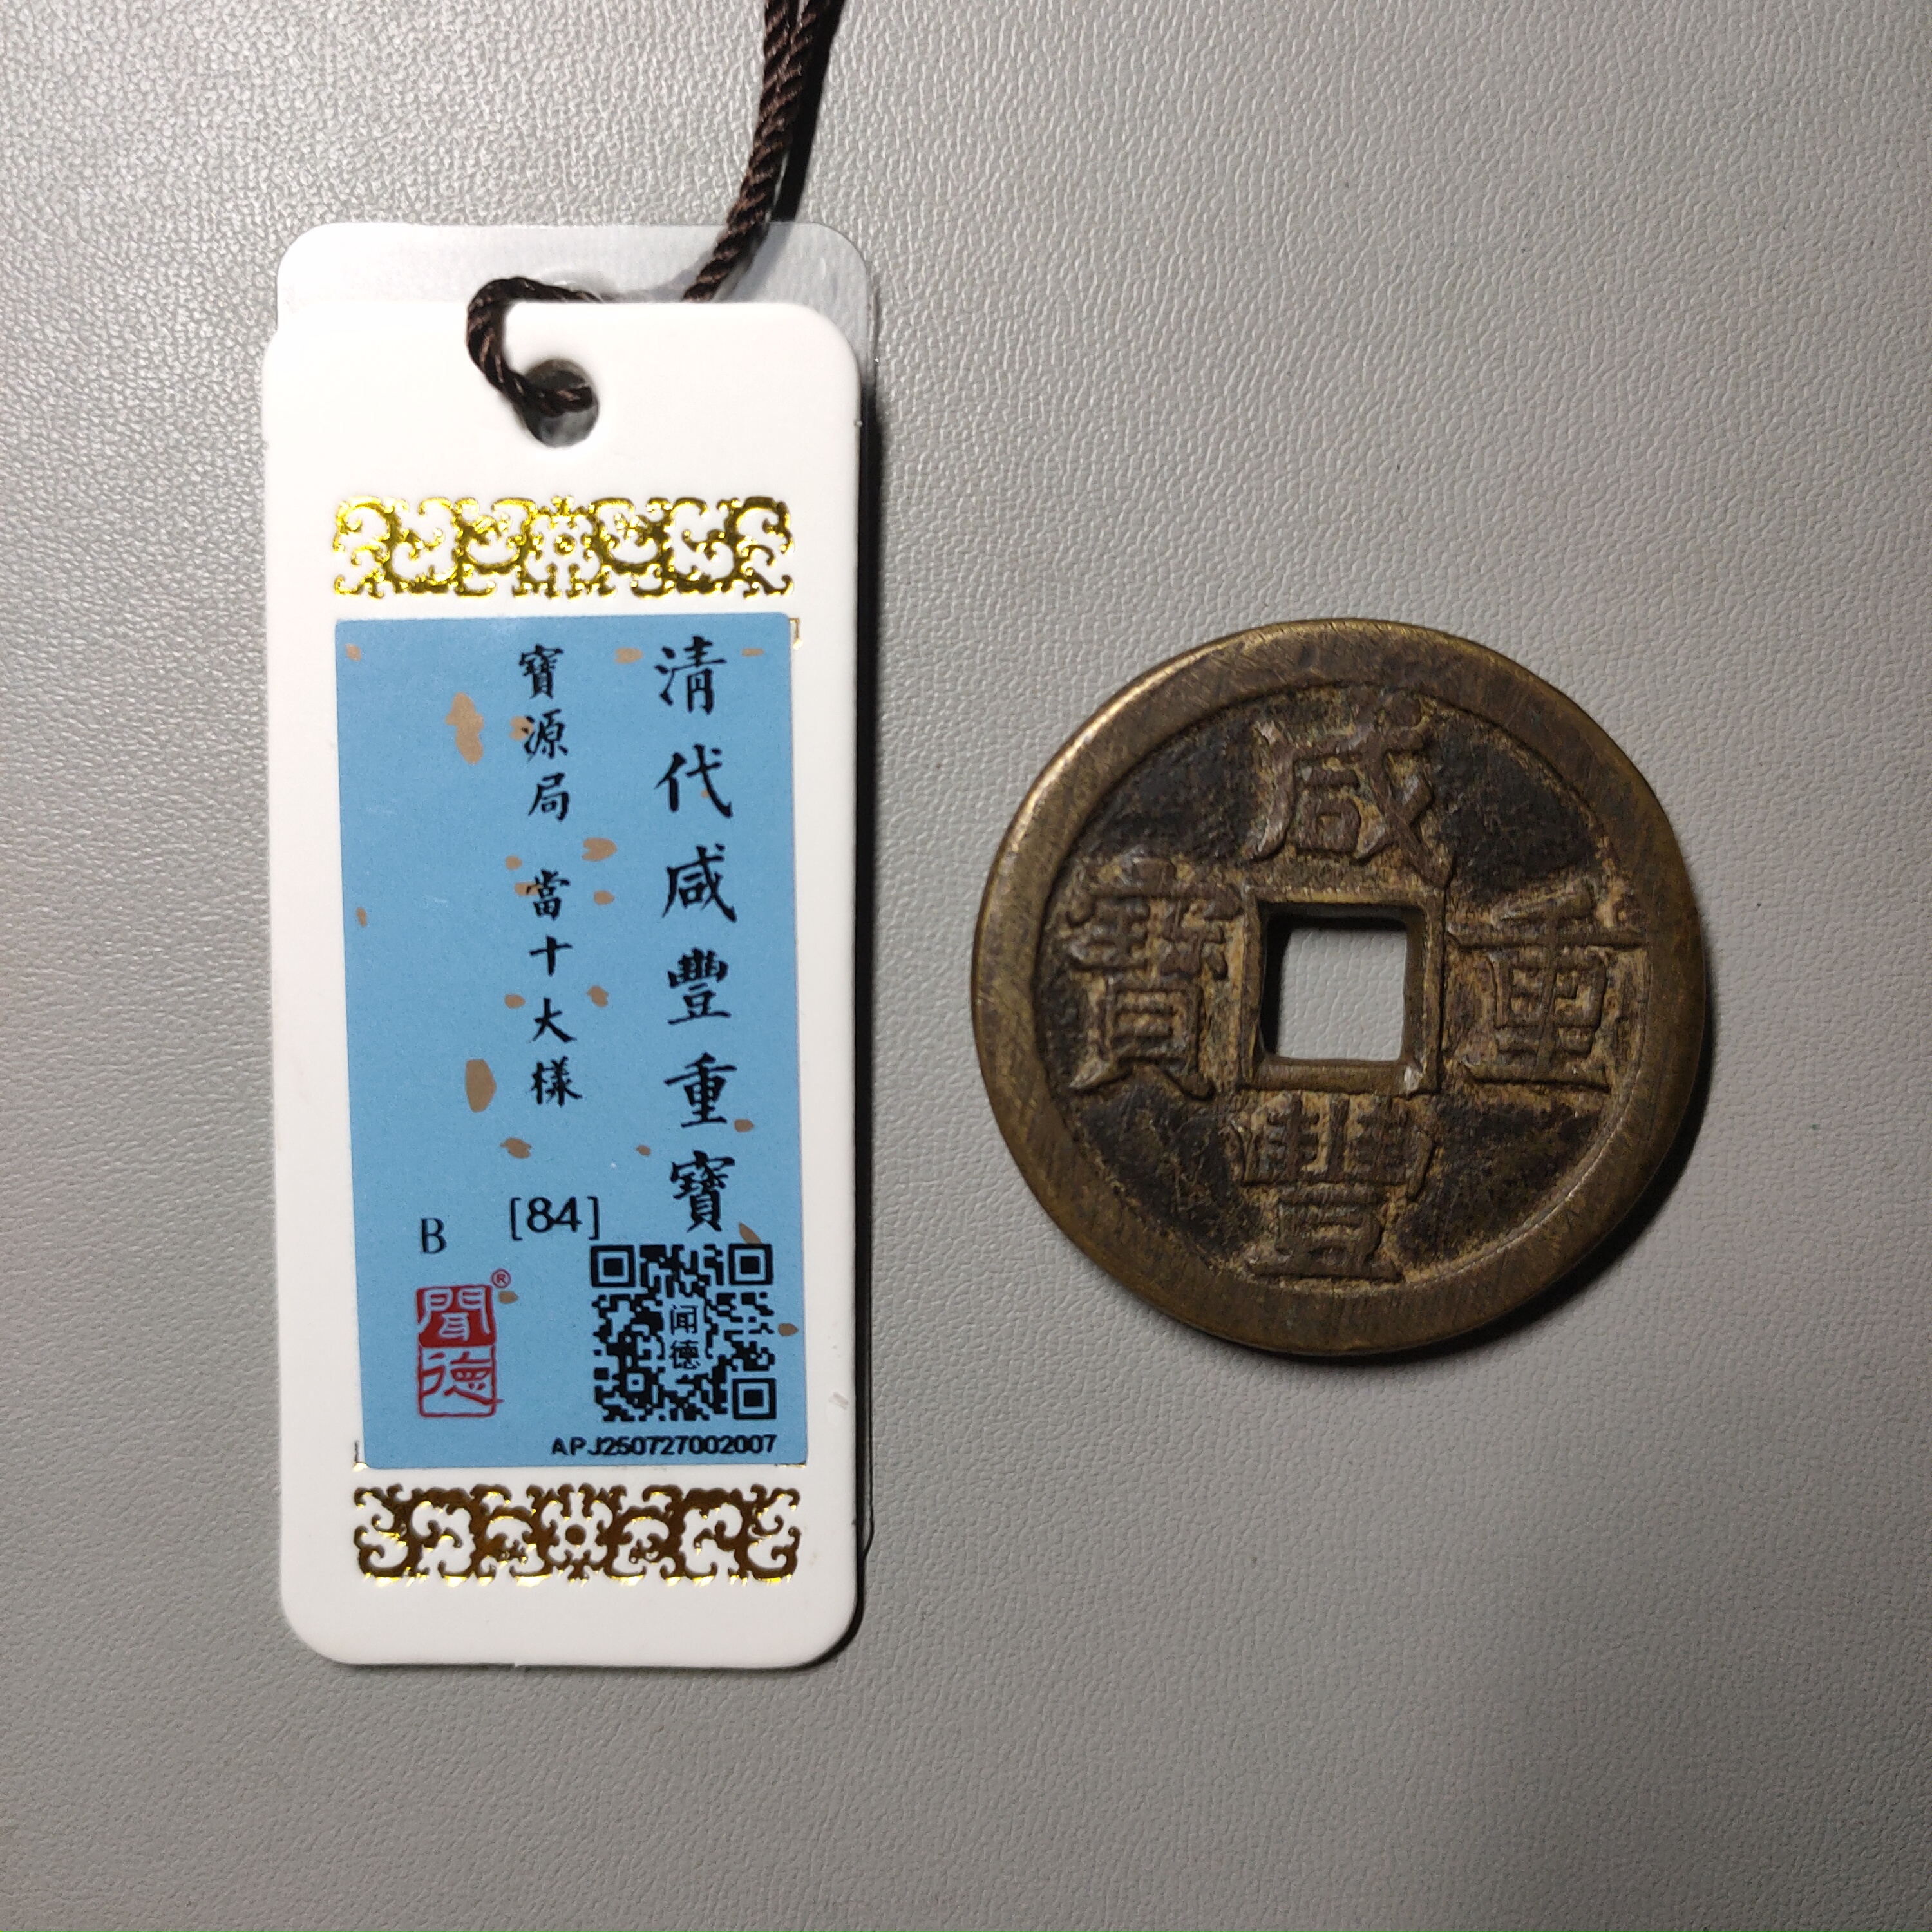 清代咸豐重寶
寶源局 當十大樣
[84]
B
聞德
®
闻德
APJ250727002007
咸豐重寶